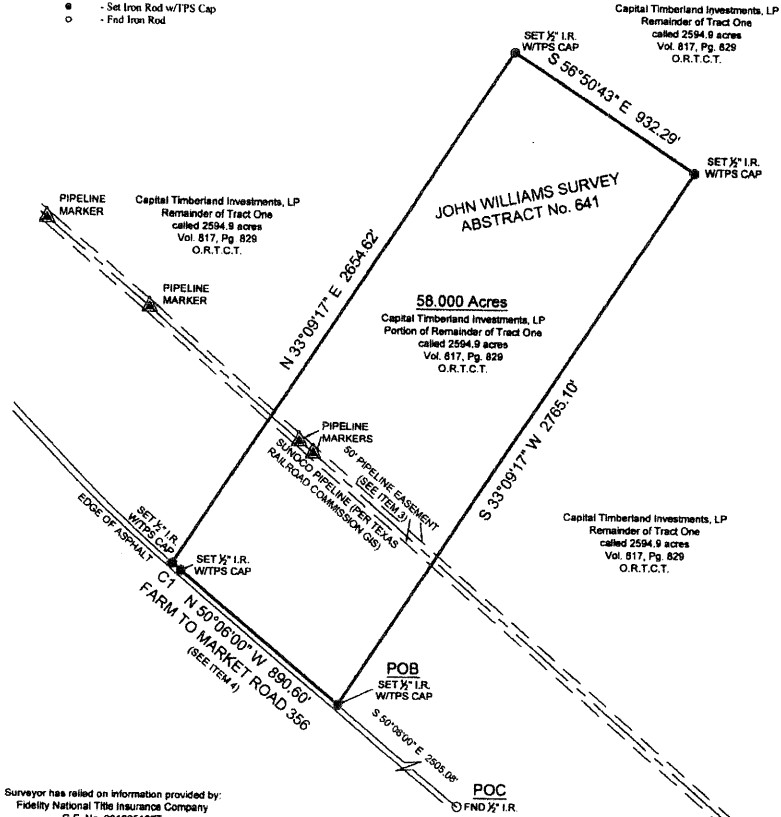 - Set Iron Rod w/TPS Cap
- Fnd Iron Rod
Capital Timberland Investments, LP
Remainder of Tract One
called 2594.9 acres
Vol. 817, Pg. 829
O.R.T.C.T.
SET ½" I.R.
W/TPS CAP
S 56°50'43" E 932.29'
SET ½" I.R.
W/TPS CAP
JOHN WILLIAMS SURVEY
ABSTRACT No. 641
PIPELINE
MARKER
Capital Timberland Investments, LP
Remainder of Tract One
called 2594.9 acres
Vol. 817, Pg. 829
O.R.T.C.T.
PIPELINE
MARKER
N 33°09'17" E 2654.62'
58.000 Acres
Capital Timberland Investments, LP
Portion of Remainder of Tract One
called 2594.9 acres
Vol. 817, Pg. 829
O.R.T.C.T.
S 33°09'17" W 2765.10'
PIPELINE
MARKERS
50' PIPELINE EASEMENT
(SEE ITEM 3)
SUNOCO PIPELINE (PER TEXAS
RAILROAD COMMISSION GIS)
Capital Timberland Investments, LP
Remainder of Tract One
called 2594.9 acres
Vol. 817, Pg. 829
O.R.T.C.T.
SET ½" I.R.
W/TPS CAP
EDGE OF ASPHALT
SET ½" I.R.
W/TPS CAP
C1
N 50°06'00" W 890.60'
FARM TO MARKET ROAD 356
(SEE ITEM 4)
POB
SET ½" I.R.
W/TPS CAP
S 50°06'00" E 2505.08'
POC
FND ½" I.R.
Surveyor has relied on information provided by:
Fidelity National Title Insurance Company